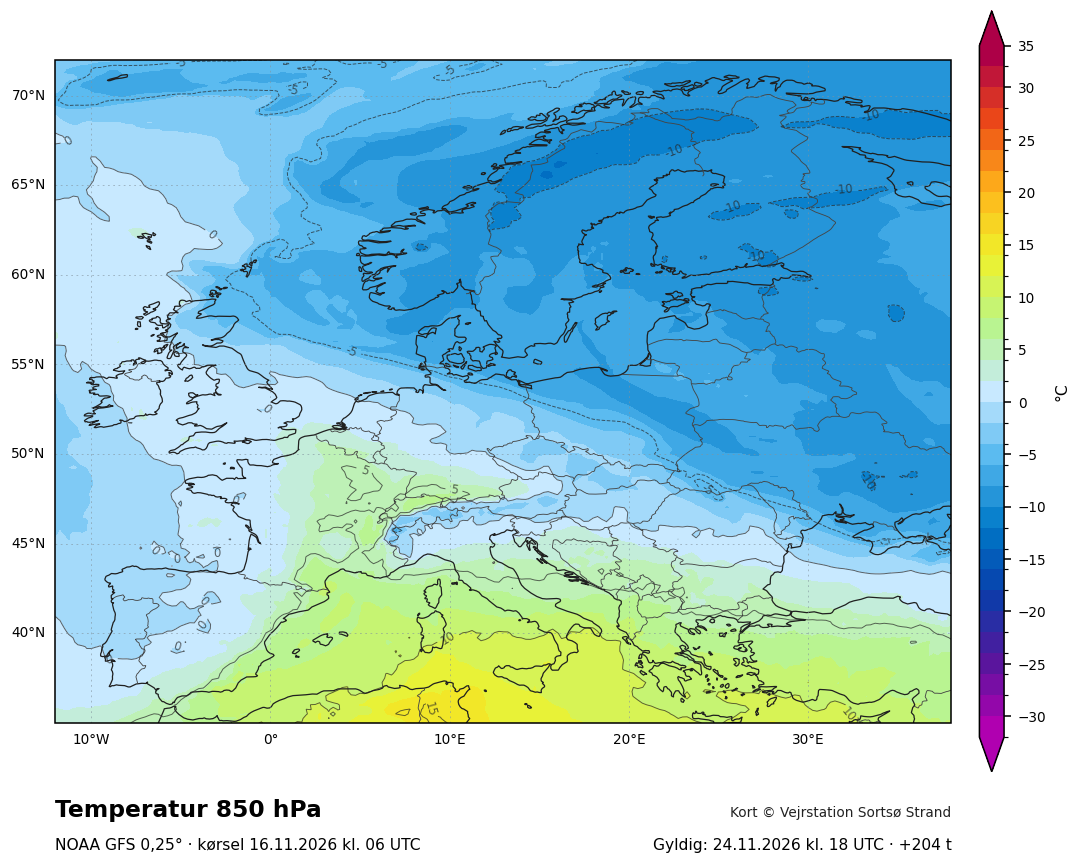 70°N
65°N
60°N
55°N
50°N
45°N
40°N
10°W 0° 10°E 20°E 30°E
35
30
25
20
15
10
5
0
−5
−10
−15
−20
−25
−30
°C
Temperatur 850 hPa
Kort © Vejrstation Sortsø Strand
NOAA GFS 0,25° · kørsel 16.11.2026 kl. 06 UTC
Gyldig: 24.11.2026 kl. 18 UTC · +204 t